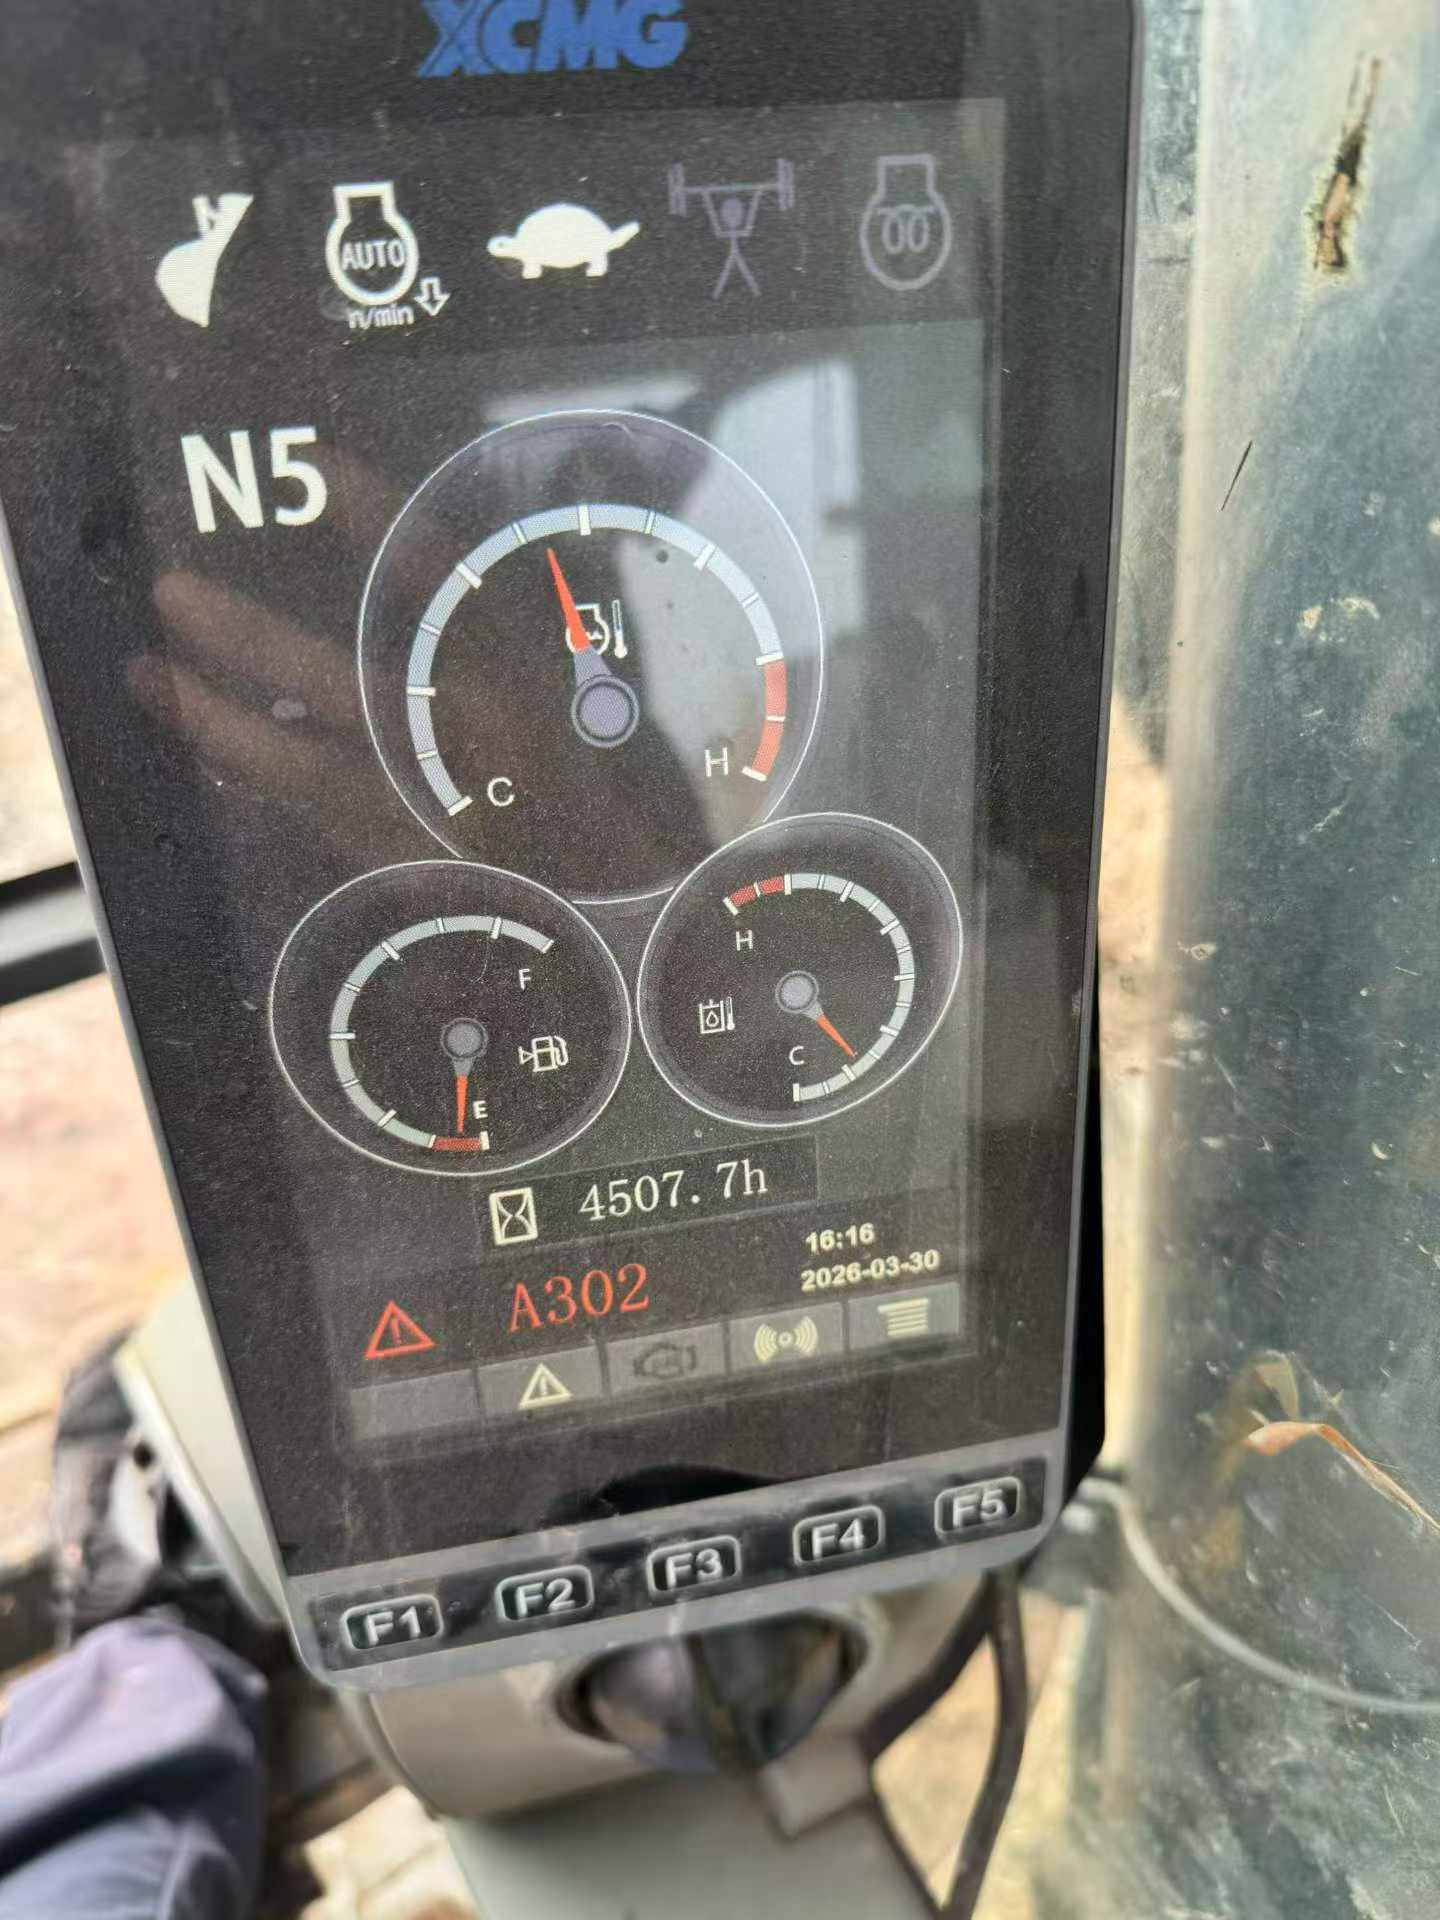 XCMG
N
AUTO
n/min
N5
C
H
F
E
H
C
4507.7h
16:16
2026-03-30
A302
F1 F2 F3 F4 F5